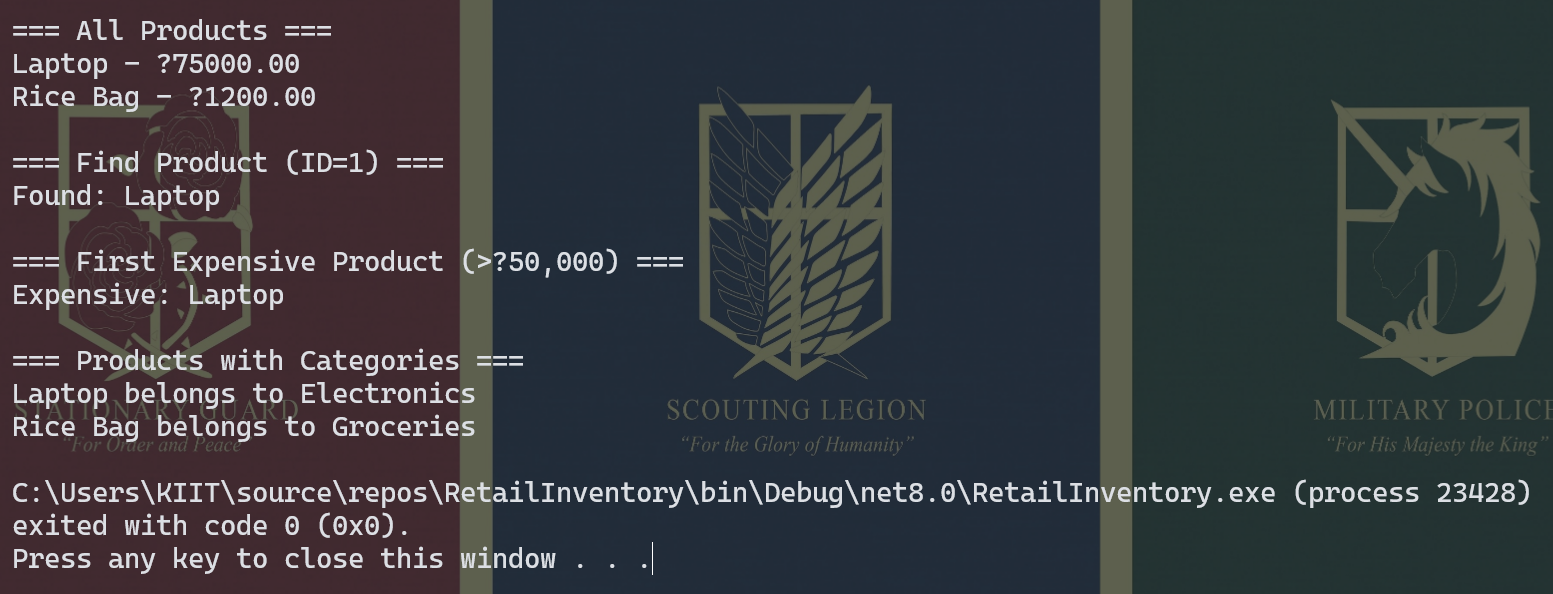 === All Products ===
Laptop - ?75000.00
Rice Bag - ?1200.00
=== Find Product (ID=1) ===
Found: Laptop
=== First Expensive Product (>?50,000) ===
Expensive: Laptop
=== Products with Categories ===
Laptop belongs to Electronics
Rice Bag belongs to Groceries
C:\Users\KIIT\source\repos\RetailInventory\bin\Debug\net8.0\RetailInventory.exe (process 23428)
exited with code 0 (0x0).
Press any key to close this window . . .
STATIONARY GUARD
“For Order and Peace
SCOUTING LEGION
“For the Glory of Humanity”
MILITARY POLICE
“For His Majesty the King”